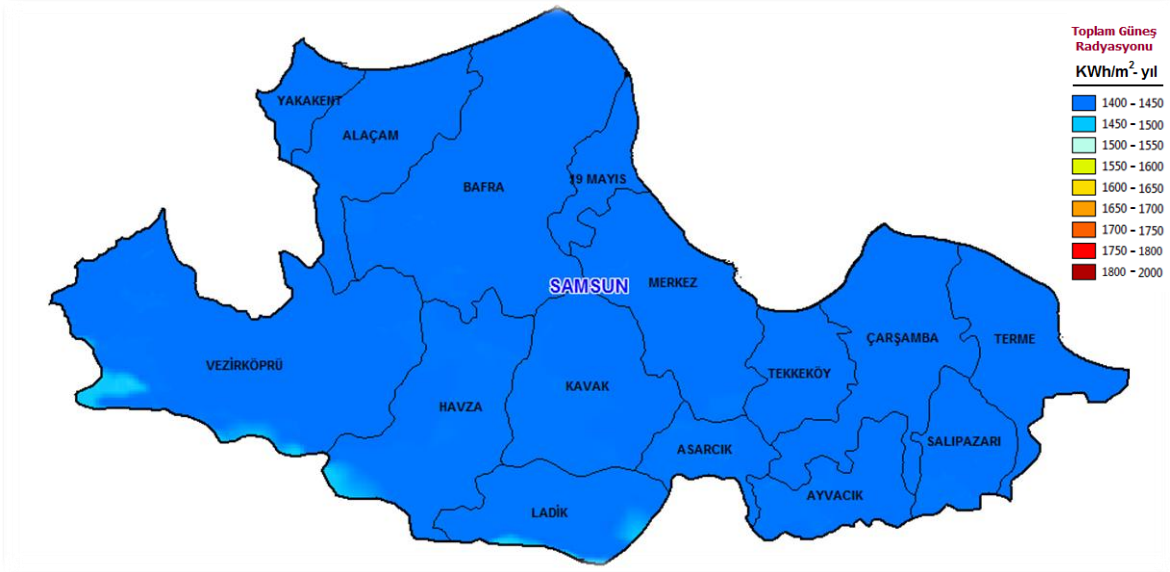 Toplam Güneş
Radyasyonu
KWh/m²- yıl
1400 - 1450
1450 - 1500
1500 - 1550
1550 - 1600
1600 - 1650
1650 - 1700
1700 - 1750
1750 - 1800
1800 - 2000
YAKAKENT
ALAÇAM
BAFRA
19 MAYIS
SAMSUN
MERKEZ
VEZİRKÖPRÜ
HAVZA
KAVAK
TEKKEKÖY
ÇARŞAMBA
TERME
ASARCIK
SALIPAZARI
LADİK
AYVACIK